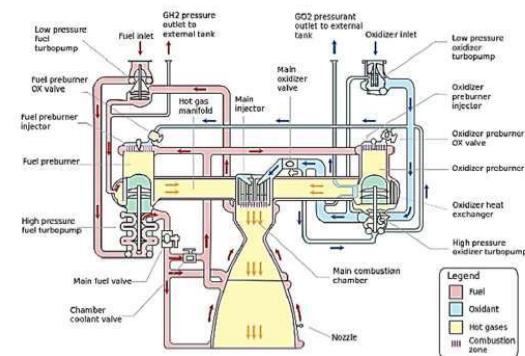 GH2 pressure
outlet to
external tank
GO2 pressurant
outlet to external
tank
Low pressure
fuel
turbopump
Fuel inlet
Oxidizer inlet
Low pressure
oxidizer
turbopump
Fuel preburner
OX valve
Hot gas
manifold
Main
injector
Main
oxidizer
valve
Oxidizer
preburner
injector
Fuel preburner
injector
Oxidizer preburner
OX valve
Fuel preburner
Oxidizer preburner
Oxidizer heat
exchanger
High pressure
fuel turbopump
High pressure
oxidizer turbopump
Main fuel valve
Main combustion
chamber
Chamber
coolant valve
Nozzle
Legend
Fuel
Oxidant
Hot gases
Combustion
zone